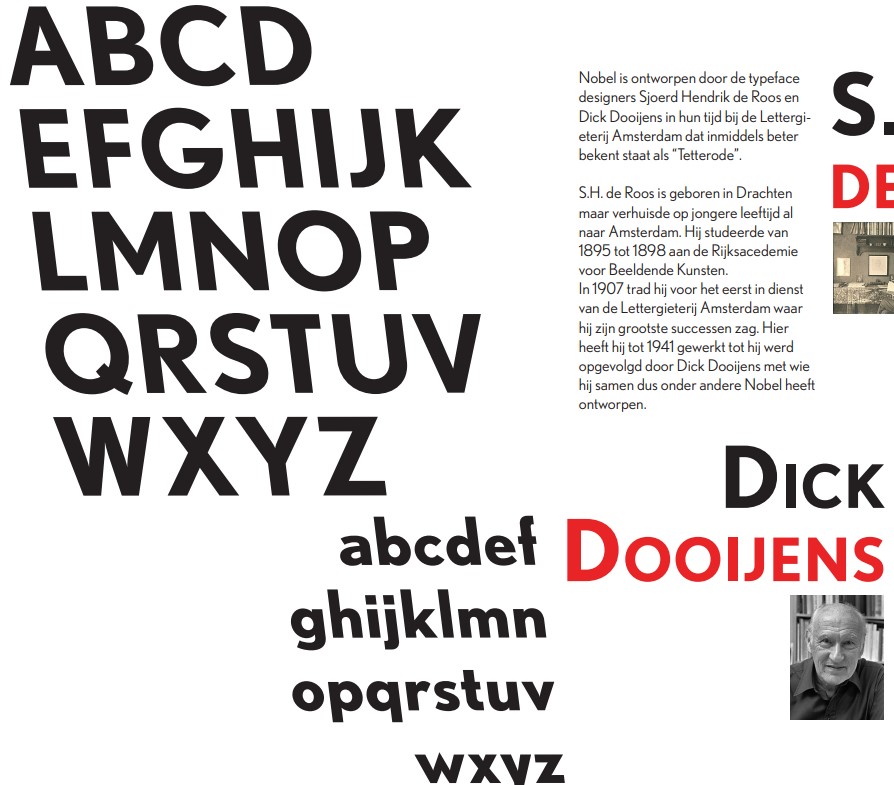 ABCD
EFGHIJK
LMNOP
QRSTUV
WXYZ
abcdef
ghijklmn
opqrstuv
wxyz
Nobel is ontworpen door de typeface
designers Sjoerd Hendrik de Roos en
Dick Dooijens in hun tijd bij de Lettergi-
eterij Amsterdam dat inmiddels beter
bekent staat als “Tetterode”.
S.H. de Roos is geboren in Drachten
maar verhuisde op jongere leeftijd al
naar Amsterdam. Hij studeerde van
1895 tot 1898 aan de Rijksacedemie
voor Beeldende Kunsten.
In 1907 trad hij voor het eerst in dienst
van de Lettergieterij Amsterdam waar
hij zijn grootste successen zag. Hier
heeft hij tot 1941 gewerkt tot hij werd
opgevolgd door Dick Dooijens met wie
hij samen dus onder andere Nobel heeft
ontworpen.
S.
DE
DICK
DOOIJENS